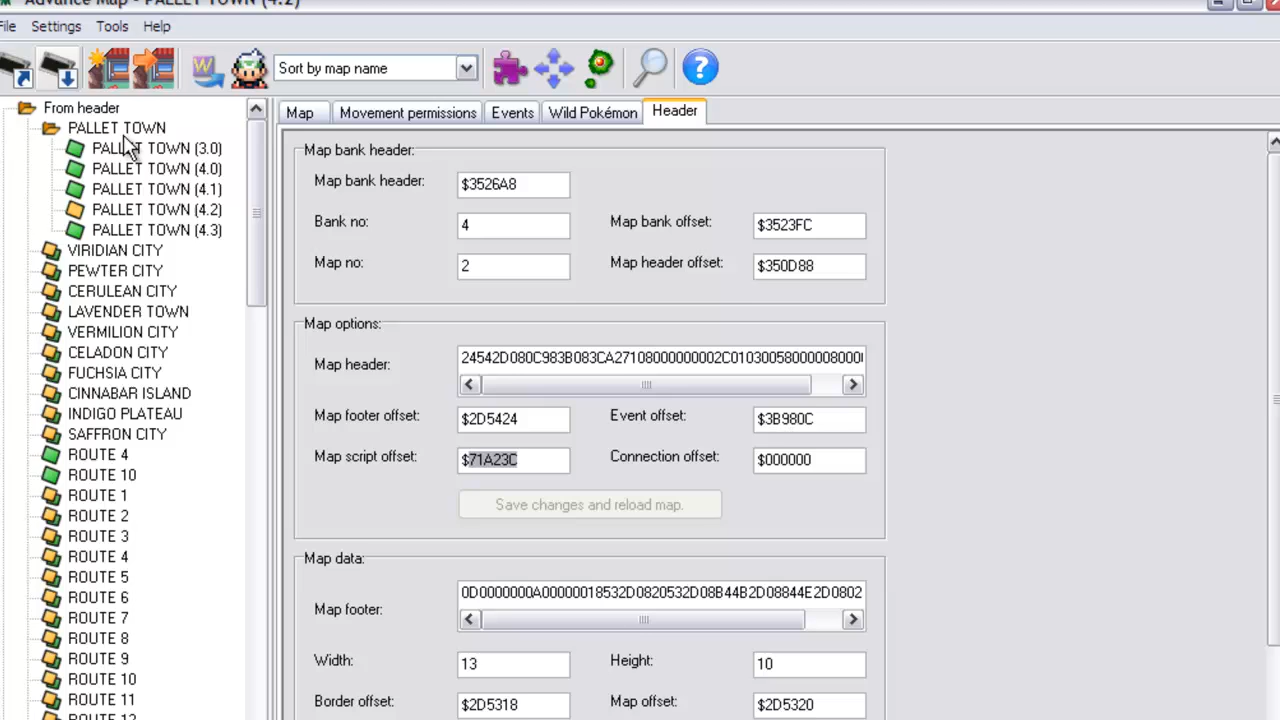 Advance Map - PALLET TOWN (4.2)
File Settings Tools Help
W
Sort by map name
?
From header
PALLET TOWN
PALLET TOWN (3.0)
PALLET TOWN (4.0)
PALLET TOWN (4.1)
PALLET TOWN (4.2)
PALLET TOWN (4.3)
VIRIDIAN CITY
PEWTER CITY
CERULEAN CITY
LAVENDER TOWN
VERMILION CITY
CELADON CITY
FUCHSIA CITY
CINNABAR ISLAND
INDIGO PLATEAU
SAFFRON CITY
ROUTE 4
ROUTE 10
ROUTE 1
ROUTE 2
ROUTE 3
ROUTE 4
ROUTE 5
ROUTE 6
ROUTE 7
ROUTE 8
ROUTE 9
ROUTE 10
ROUTE 11
ROUTE 12
Map Movement permissions Events Wild Pokémon Header
Map bank header:
Map bank header: $3526A8
Bank no: 4 Map bank offset: $3523FC
Map no: 2 Map header offset: $350D88
Map options:
Map header: 24542D080C983B083CA27108000000002C01030058000008000
Map footer offset: $2D5424 Event offset: $3B980C
Map script offset: $71A23C Connection offset: $000000
Save changes and reload map.
Map data:
Map footer: 0D0000000A00000018532D0820532D08B44B2D08844E2D0802
Width: 13 Height: 10
Border offset: $2D5318 Map offset: $2D5320